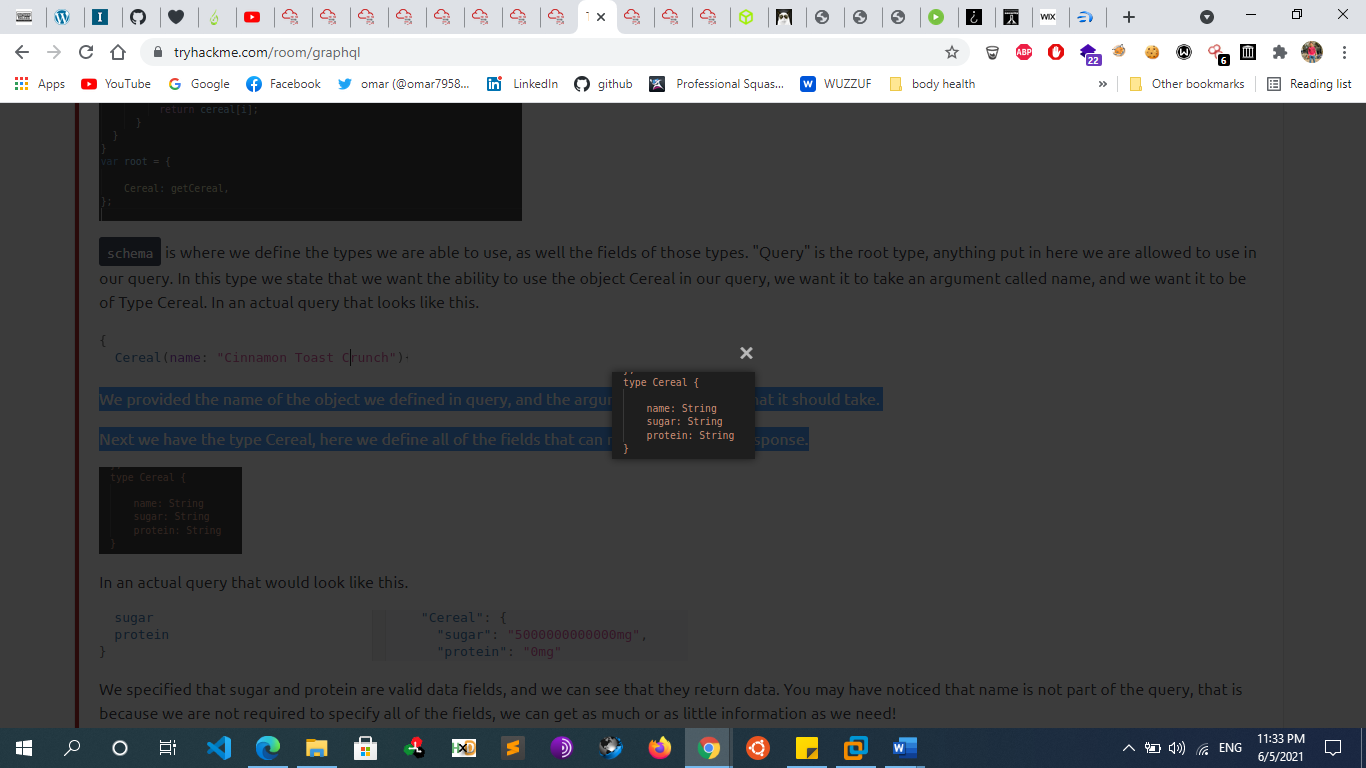 T
WIX
tryhackme.com/room/graphql
ABP
22
6
Apps
YouTube
Google
Facebook
omar (@omar7958...
LinkedIn
github
Professional Squas...
WUZZUF
body health
»
Other bookmarks
Reading list
return cereal[i];
}
}
}
var root = {
Cereal: getCereal,
};
schema is where we define the types we are able to use, as well the fields of those types. "Query" is the root type, anything put in here we are allowed to use in
our query. In this type we state that we want the ability to use the object Cereal in our query, we want it to take an argument called name, and we want it to be
of Type Cereal. In an actual query that looks like this.
{
Cereal(name: "Cinnamon Toast Crunch")
We provided the name of the object we defined in query, and the argu hat it should take.
Next we have the type Cereal, here we define all of the fields that can sponse.
type Cereal {
name: String
sugar: String
protein: String
}
type Cereal {
name: String
sugar: String
protein: String
}
In an actual query that would look like this.
sugar
protein
}
"Cereal": {
"sugar": "5000000000000mg",
"protein": "0mg"
We specified that sugar and protein are valid data fields, and we can see that they return data. You may have noticed that name is not part of the query, that is
because we are not required to specify all of the fields, we can get as much or as little information as we need!
ENG
11:33 PM
6/5/2021